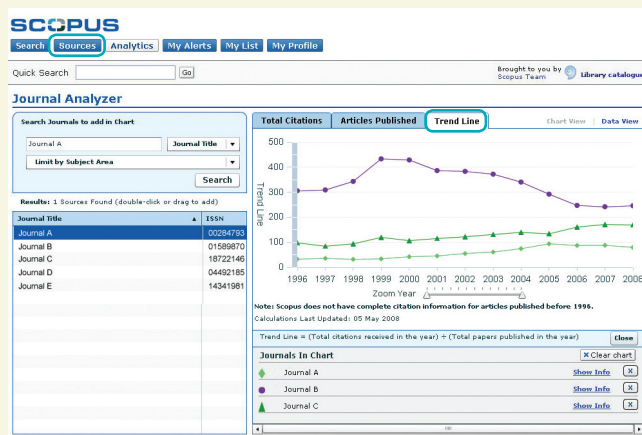 SCOPUS
Search Sources Analytics My Alerts My List My Profile
Quick Search Go Brought to you by Scopus Team Library catalogue
Journal Analyzer
Search Journals to add in Chart
Journal A Journal Title
Limit by Subject Area
Search
Results: 1 Sources Found (double-click or drag to add)
Journal Title ISSN
Journal A 00284793
Journal B 01589870
Journal C 18722146
Journal D 04492185
Journal E 14341981
Total Citations Articles Published Trend Line Chart View | Data View
500
400
300
200
100
0
Trend Line
1996 1997 1998 1999 2000 2001 2002 2003 2004 2005 2006 2007 2008
Zoom Year
Note: Scopus does not have complete citation information for articles published before 1996.
Calculations Last Updated: 05 May 2008
Trend Line = (Total citations received in the year) ÷ (Total papers published in the year) Close
Journals In Chart × Clear chart
Journal A Show Info X
Journal B Show Info X
Journal C Show Info X